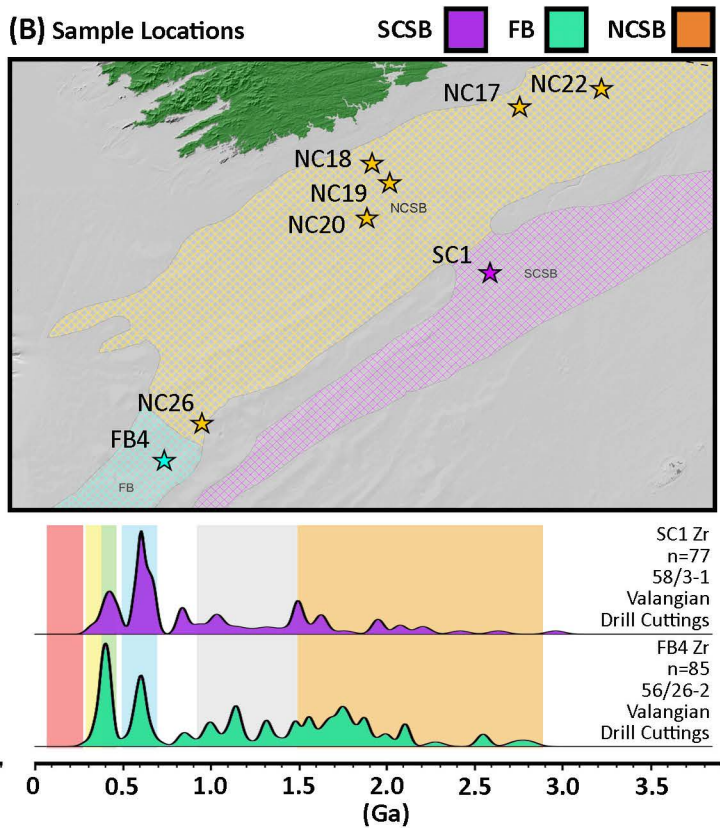 (B) Sample Locations SCSB FB NCSB
NC17
NC22
NC18
NC19
NCSB
NC20
SC1
SCSB
NC26
FB4
FB
SC1 Zr
n=77
58/3-1
Valangian
Drill Cuttings
FB4 Zr
n=85
56/26-2
Valangian
Drill Cuttings
0 0.5 1.0 1.5 2.0 2.5 3.0 3.5
(Ga)